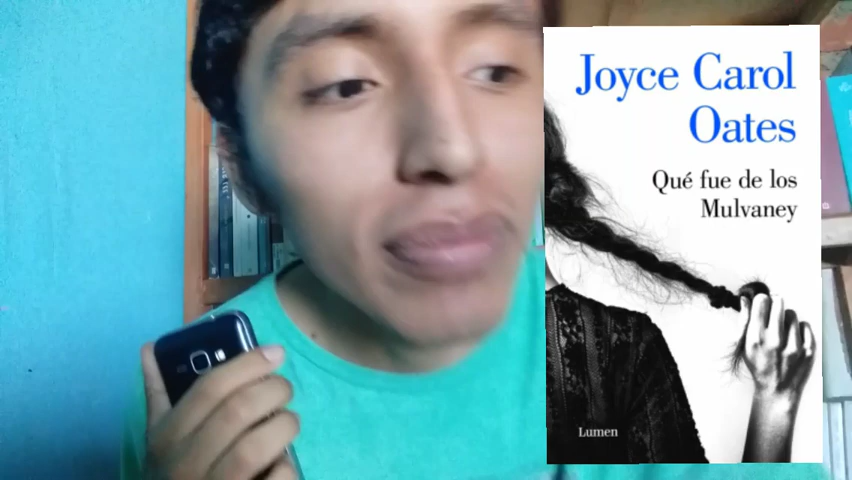 Joyce Carol
Oates
Qué fue de los
Mulvaney
Lumen